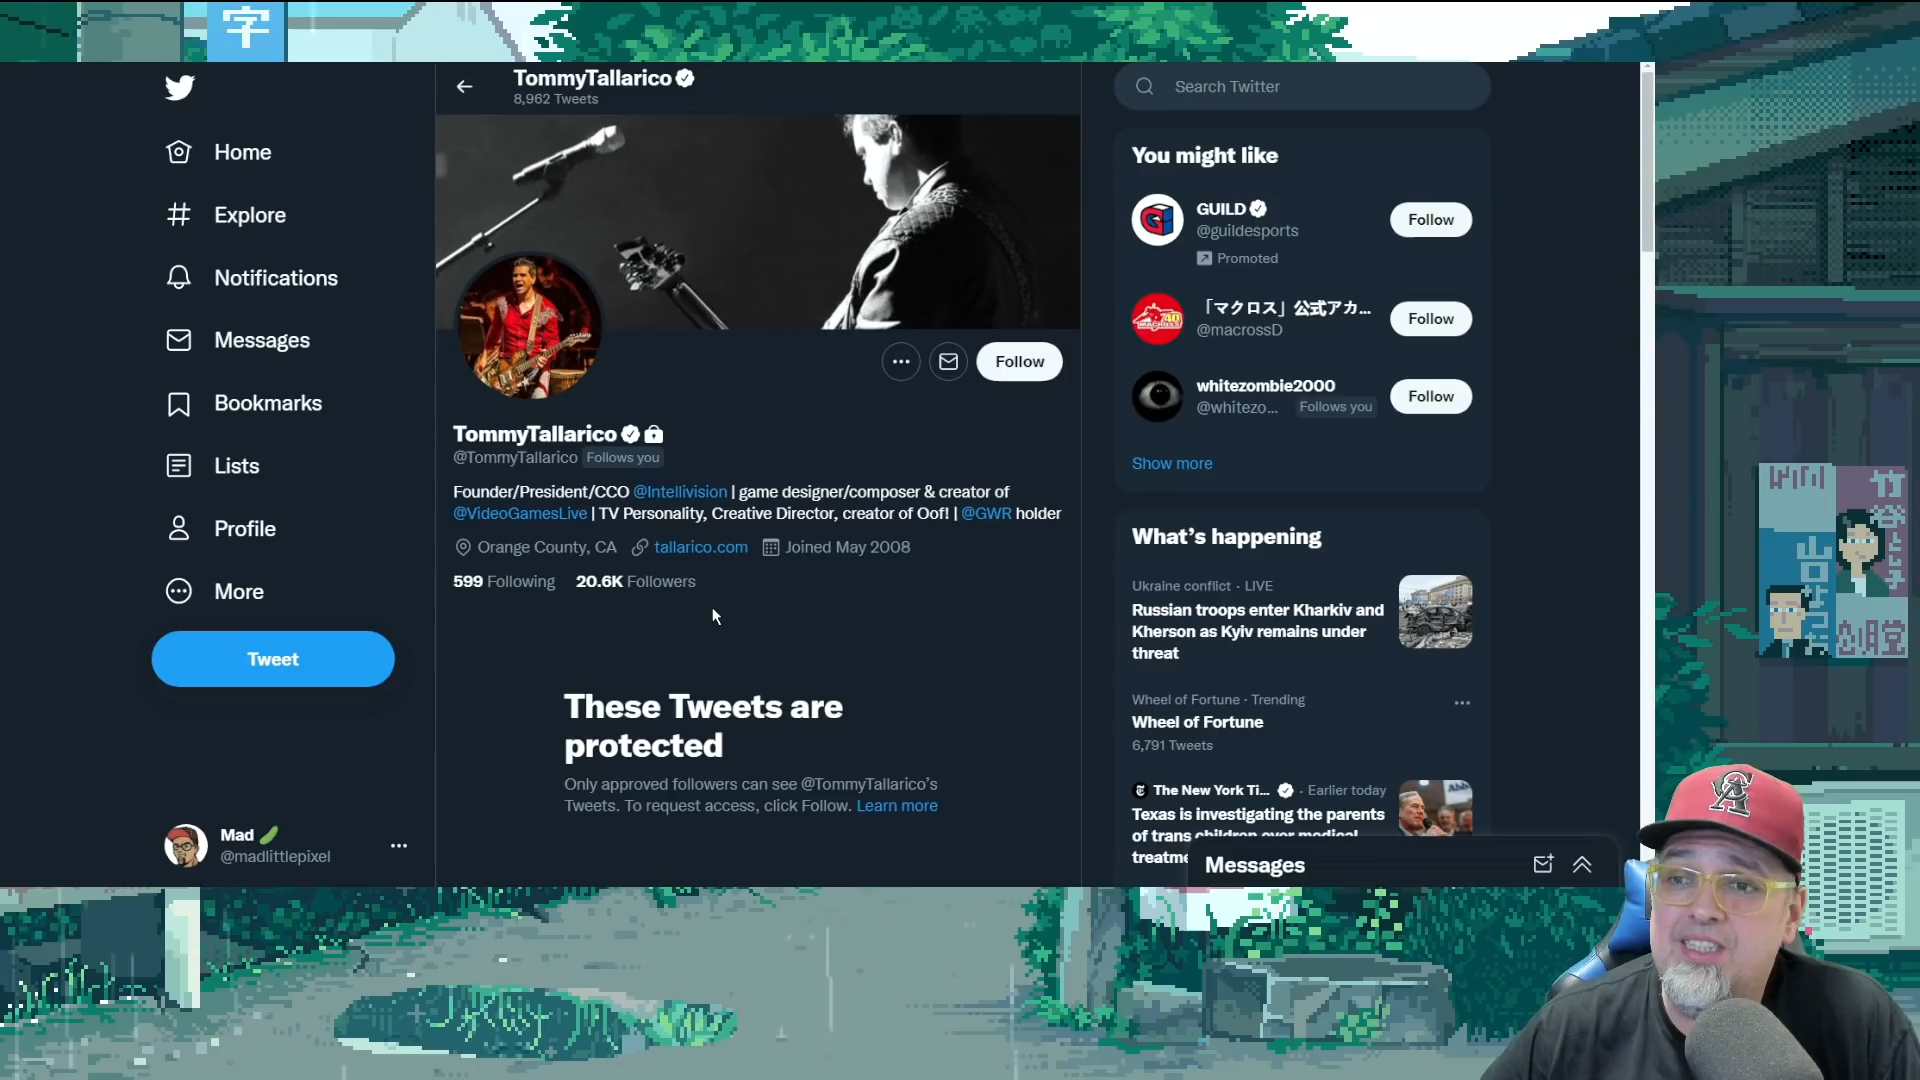 字
TommyTallarico
8,962 Tweets
Search Twitter
Home
Explore
Notifications
Messages
Bookmarks
Lists
Profile
More
Tweet
Mad
@madlittlepixel
Follow
TommyTallarico
@TommyTallarico Follows you
Founder/President/CCO @Intellivision | game designer/composer & creator of
@VideoGamesLive | TV Personality, Creative Director, creator of Oof! | @GWR holder
Orange County, CA tallarico.com Joined May 2008
599 Following 20.6K Followers
These Tweets are
protected
Only approved followers can see @TommyTallarico's
Tweets. To request access, click Follow. Learn more
You might like
GUILD
@guildesports
Promoted
Follow
「マクロス」公式アカ...
@macrossD
Follow
whitezombie2000
@whitezo... Follows you
Follow
Show more
What's happening
Ukraine conflict · LIVE
Russian troops enter Kharkiv and
Kherson as Kyiv remains under
threat
Wheel of Fortune · Trending
Wheel of Fortune
6,791 Tweets
The New York Ti... · Earlier today
Texas is investigating the parents
of trans children over medical
treatme
Messages